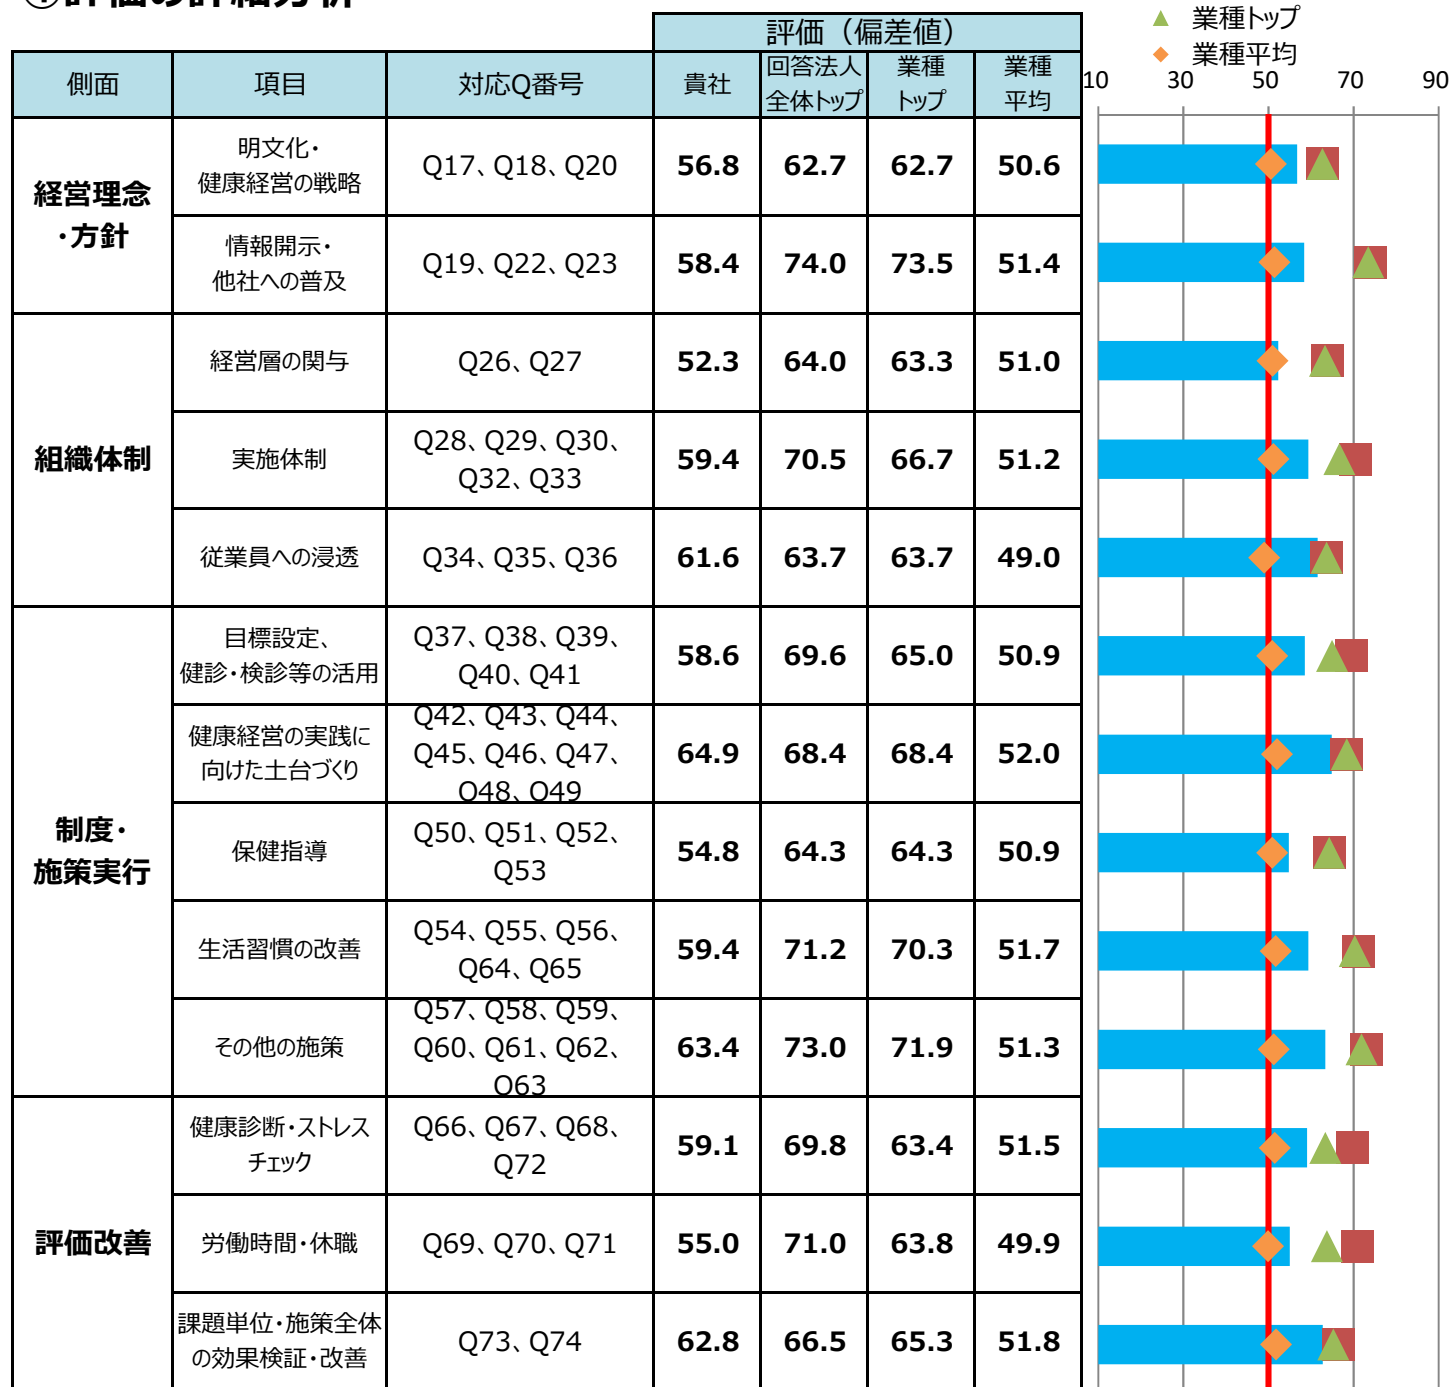 ①評価の詳細分析
▲ 業種トップ
◆ 業種平均
評価（偏差値）
側面 項目 対応Q番号 貴社 回答法人全体トップ 業種トップ 業種平均
10 30 50 70 90
経営理念・方針
明文化・
健康経営の戦略
Q17、Q18、Q20
56.8 62.7 62.7 50.6
情報開示・
他社への普及
Q19、Q22、Q23
58.4 74.0 73.5 51.4
組織体制
経営層の関与
Q26、Q27
52.3 64.0 63.3 51.0
実施体制
Q28、Q29、Q30、
Q32、Q33
59.4 70.5 66.7 51.2
従業員への浸透
Q34、Q35、Q36
61.6 63.7 63.7 49.0
制度・
施策実行
目標設定、
健診・検診等の活用
Q37、Q38、Q39、
Q40、Q41
58.6 69.6 65.0 50.9
健康経営の実践に
向けた土台づくり
Q42、Q43、Q44、
Q45、Q46、Q47、
Q48、Q49
64.9 68.4 68.4 52.0
保健指導
Q50、Q51、Q52、
Q53
54.8 64.3 64.3 50.9
生活習慣の改善
Q54、Q55、Q56、
Q64、Q65
59.4 71.2 70.3 51.7
その他の施策
Q57、Q58、Q59、
Q60、Q61、Q62、
Q63
63.4 73.0 71.9 51.3
評価改善
健康診断・ストレス
チェック
Q66、Q67、Q68、
Q72
59.1 69.8 63.4 51.5
労働時間・休職
Q69、Q70、Q71
55.0 71.0 63.8 49.9
課題単位・施策全体
の効果検証・改善
Q73、Q74
62.8 66.5 65.3 51.8